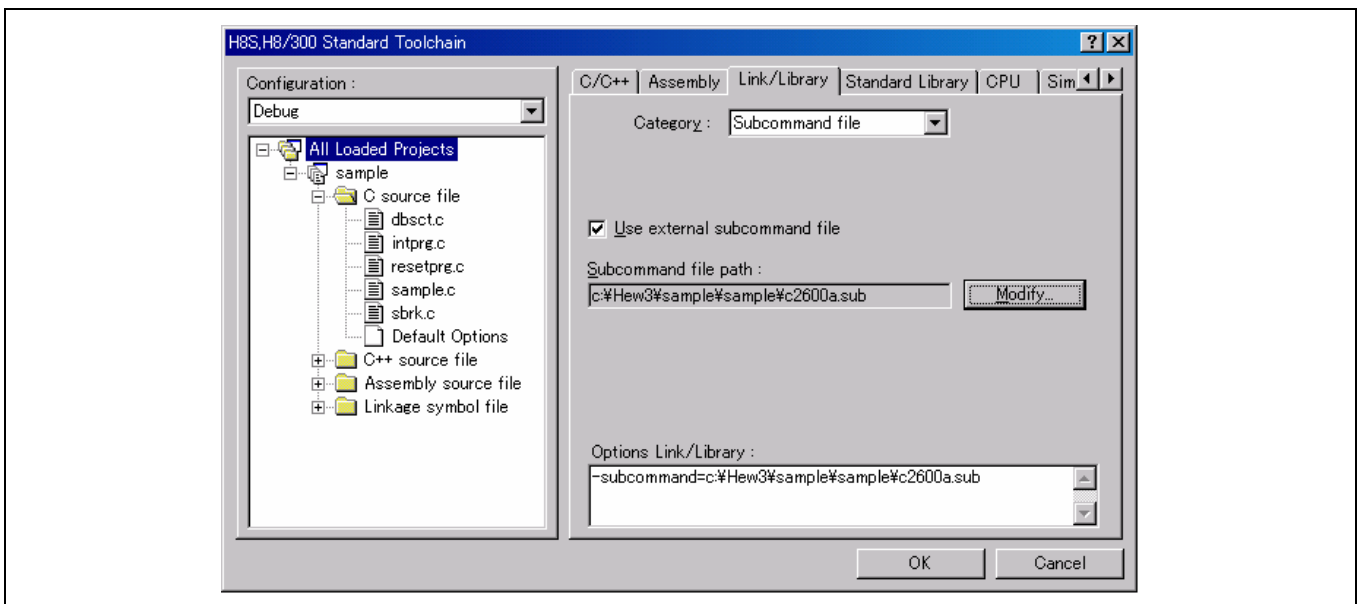 H8S,H8/300 Standard Toolchain
Configuration :
Debug
All Loaded Projects
sample
C source file
dbsct.c
intprg.c
resetprg.c
sample.c
sbrk.c
Default Options
C++ source file
Assembly source file
Linkage symbol file
C/C++ Assembly Link/Library Standard Library CPU Sim
Category : Subcommand file
Use external subcommand file
Subcommand file path :
c:¥Hew3¥sample¥sample¥c2600a.sub Modify...
Options Link/Library :
-subcommand=c:¥Hew3¥sample¥sample¥c2600a.sub
OK Cancel